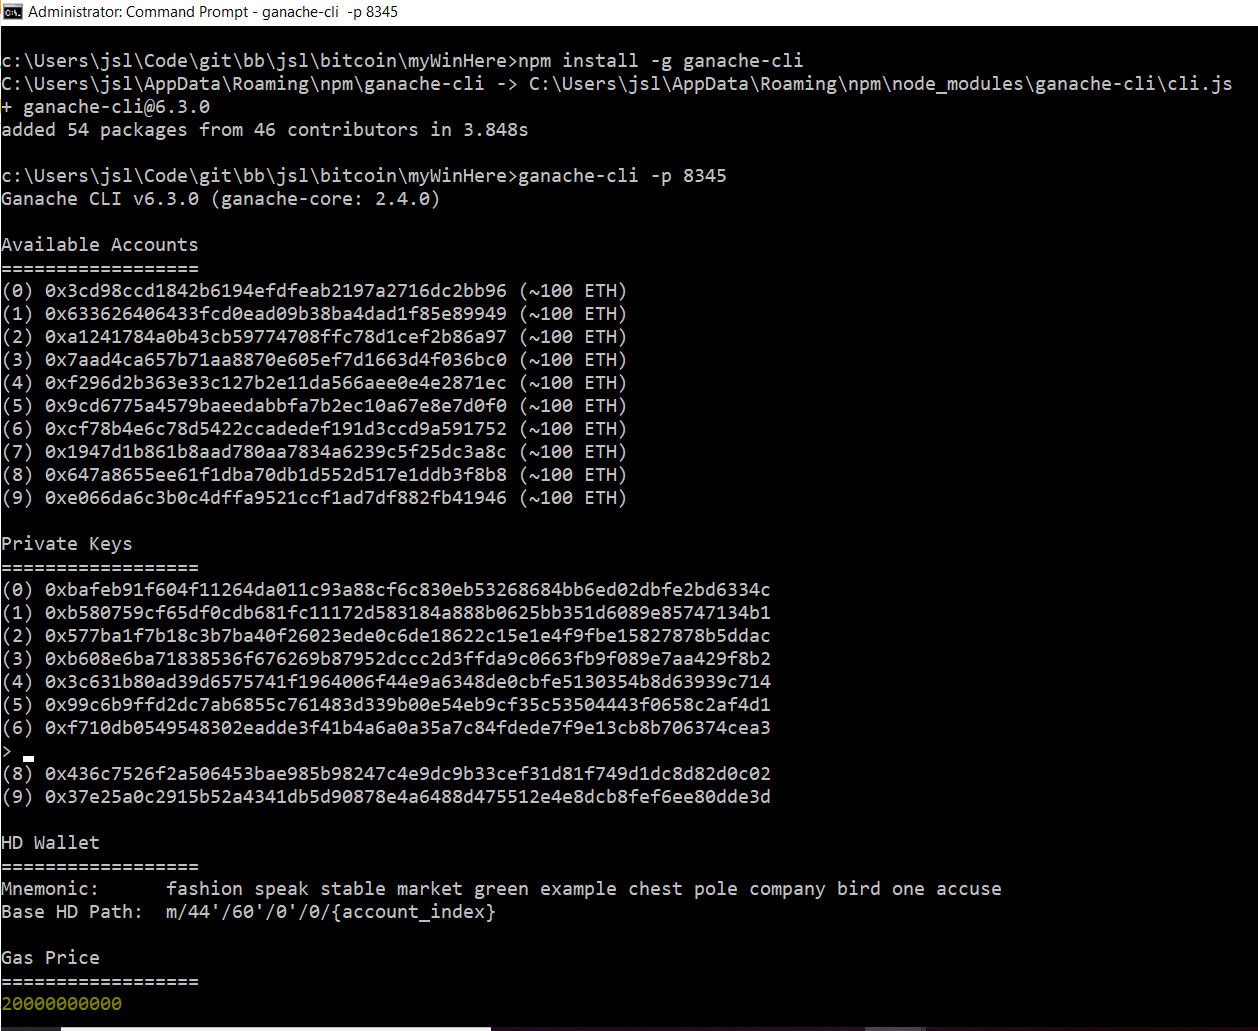 Administrator: Command Prompt - ganache-cli  -p 8345
c:\Users\jsl\Code\git\bb\jsl\bitcoin\myWinHere>npm install -g ganache-cli
C:\Users\jsl\AppData\Roaming\npm\ganache-cli -> C:\Users\jsl\AppData\Roaming\npm\node_modules\ganache-cli\cli.js
+ ganache-cli@6.3.0
added 54 packages from 46 contributors in 3.848s
c:\Users\jsl\Code\git\bb\jsl\bitcoin\myWinHere>ganache-cli -p 8345
Ganache CLI v6.3.0 (ganache-core: 2.4.0)
Available Accounts
==================
(0) 0x3cd98ccd1842b6194efdfeab2197a2716dc2bb96 (~100 ETH)
(1) 0x633626406433fcd0ead09b38ba4dad1f85e89949 (~100 ETH)
(2) 0xa1241784a0b43cb59774708ffc78d1cef2b86a97 (~100 ETH)
(3) 0x7aad4ca657b71aa8870e605ef7d1663d4f036bc0 (~100 ETH)
(4) 0xf296d2b363e33c127b2e11da566aee0e4e2871ec (~100 ETH)
(5) 0x9cd6775a4579baeedabbfa7b2ec10a67e8e7d0f0 (~100 ETH)
(6) 0xcf78b4e6c78d5422ccadedef191d3ccd9a591752 (~100 ETH)
(7) 0x1947d1b861b8aad780aa7834a6239c5f25dc3a8c (~100 ETH)
(8) 0x647a8655ee61f1dba70db1d552d517e1ddb3f8b8 (~100 ETH)
(9) 0xe066da6c3b0c4dffa9521ccf1ad7df882fb41946 (~100 ETH)
Private Keys
==================
(0) 0xbafeb91f604f11264da011c93a88cf6c830eb53268684bb6ed02dbfe2bd6334c
(1) 0xb580759cf65df0cdb681fc11172d583184a888b0625bb351d6089e85747134b1
(2) 0x577ba1f7b18c3b7ba40f26023ede0c6de18622c15e1e4f9fbe15827878b5ddac
(3) 0xb608e6ba71838536f676269b87952dccc2d3ffda9c0663fb9f089e7aa429f8b2
(4) 0x3c631b80ad39d6575741f1964006f44e9a6348de0cbfe5130354b8d63939c714
(5) 0x99c6b9ffd2dc7ab6855c761483d339b00e54eb9cf35c53504443f0658c2af4d1
(6) 0xf710db0549548302eadde3f41b4a6a0a35a7c84fdede7f9e13cb8b706374cea3
>
(8) 0x436c7526f2a506453bae985b98247c4e9dc9b33cef31d81f749d1dc8d82d0c02
(9) 0x37e25a0c2915b52a4341db5d90878e4a6488d475512e4e8dcb8fef6ee80dde3d
HD Wallet
==================
Mnemonic:      fashion speak stable market green example chest pole company bird one accuse
Base HD Path:  m/44'/60'/0'/0/{account_index}
Gas Price
==================
20000000000